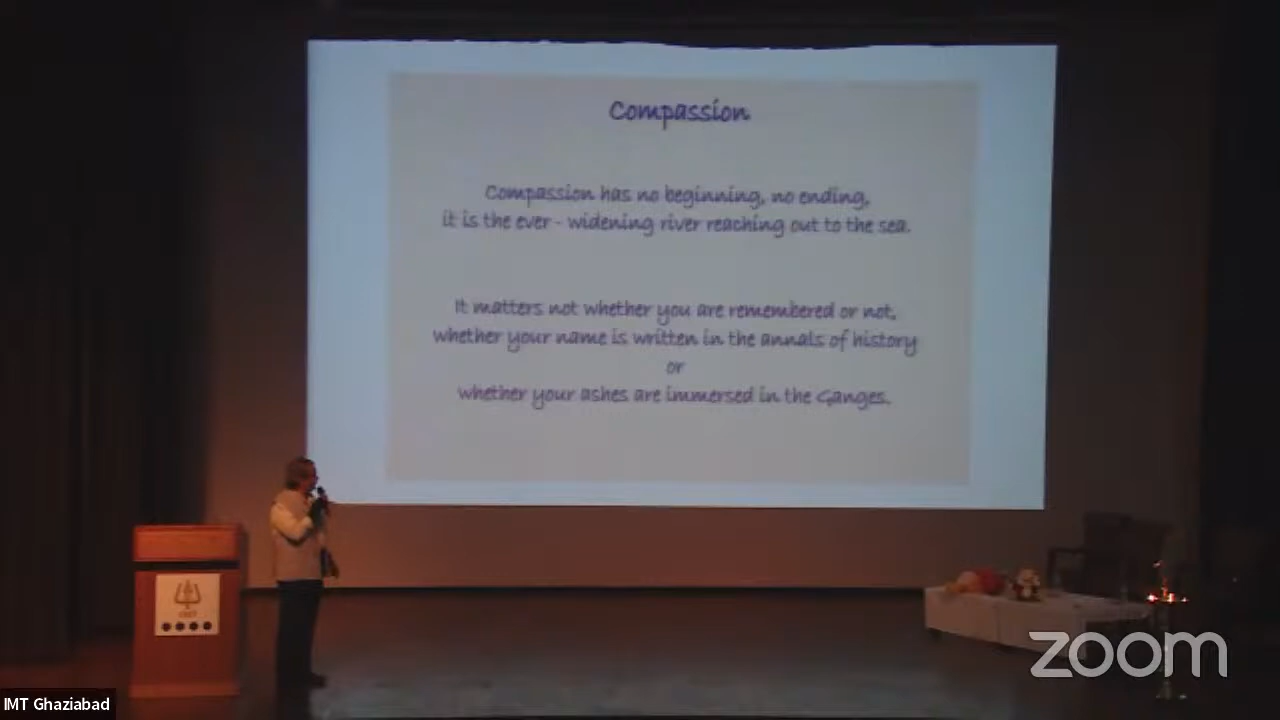 Compassion
Compassion has no beginning, no ending,
it is the ever - widening river reaching out to the sea.
It matters not whether you are remembered or not,
whether your name is written in the annals of history
or
whether your ashes are immersed in the Ganges.
zoom
IMT Ghaziabad